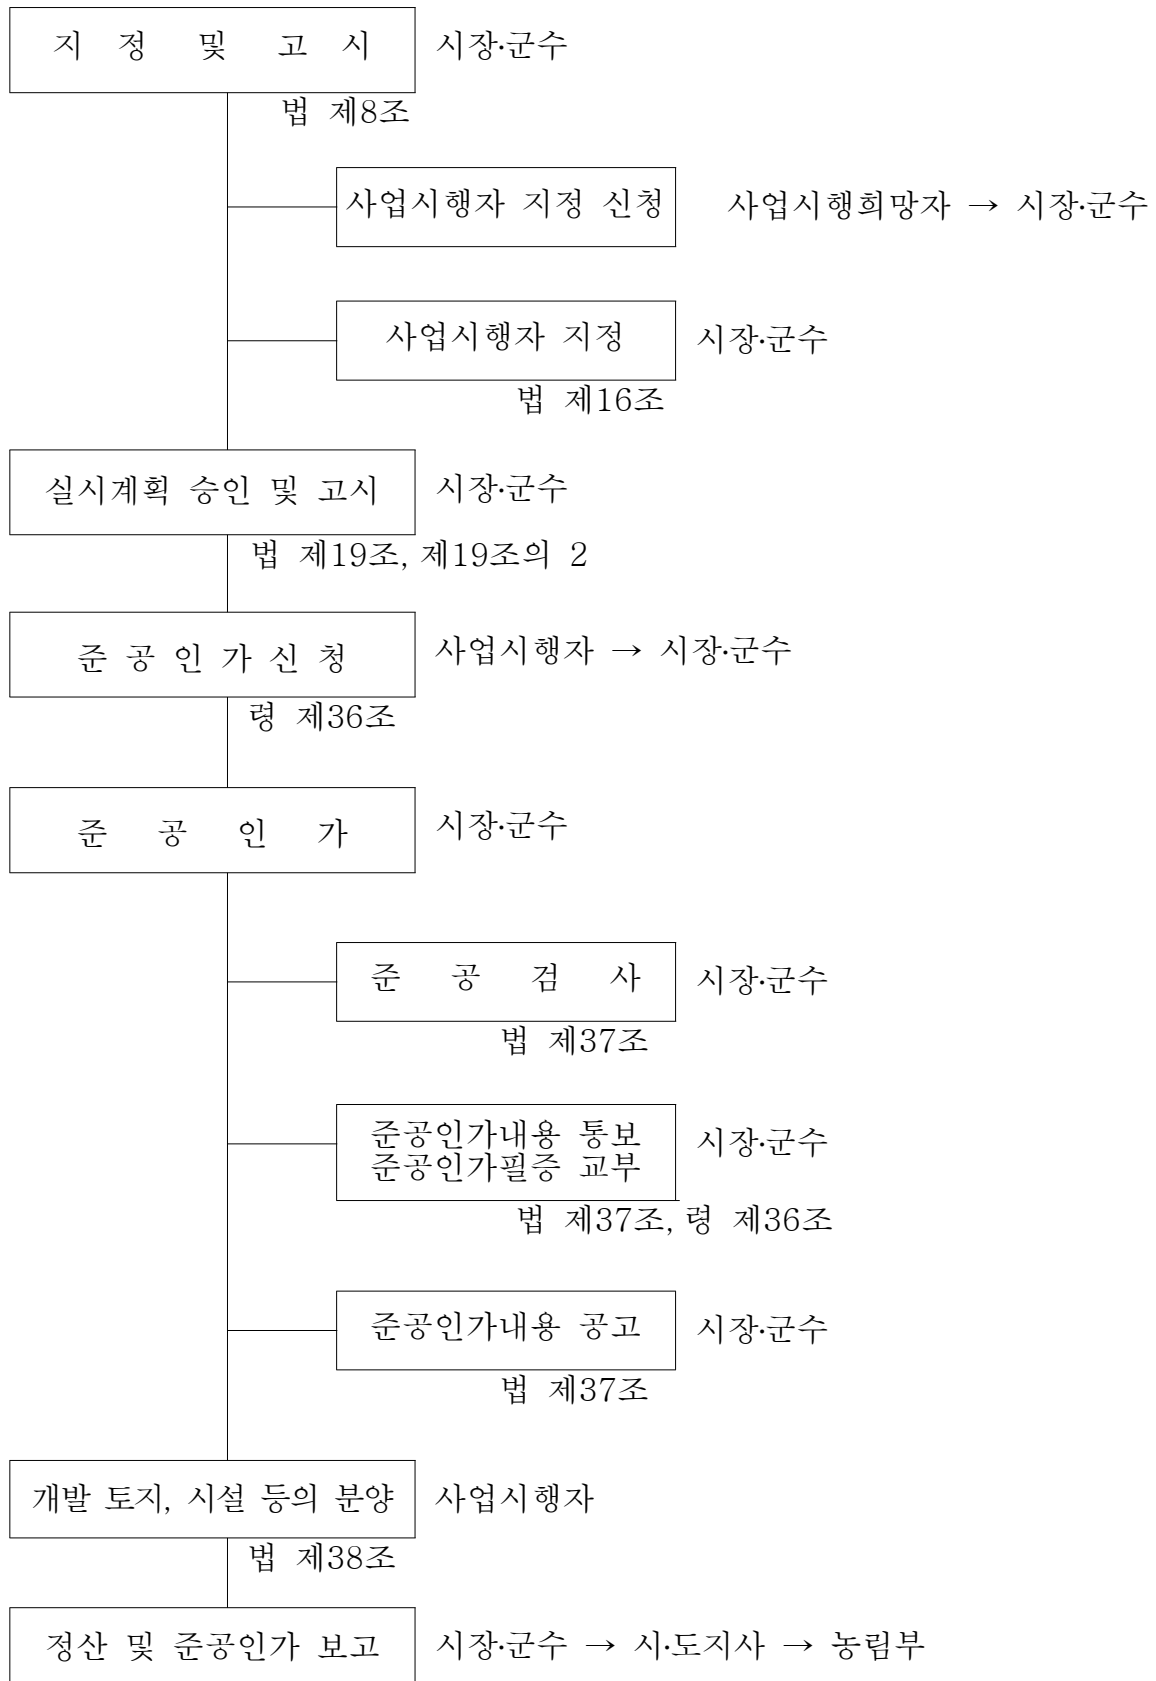 지 정 및 고 시
시장·군수
법 제8조
사업시행자 지정 신청
사업시행희망자 → 시장·군수
사업시행자 지정
시장·군수
법 제16조
실시계획 승인 및 고시
시장·군수
법 제19조, 제19조의 2
준 공 인 가 신 청
사업시행자 → 시장·군수
령 제36조
준 공 인 가
시장·군수
준 공 검 사
시장·군수
법 제37조
준공인가내용 통보
준공인가필증 교부
시장·군수
법 제37조, 령 제36조
준공인가내용 공고
시장·군수
법 제37조
개발 토지, 시설 등의 분양
사업시행자
법 제38조
정산 및 준공인가 보고
시장·군수 → 시·도지사 → 농림부